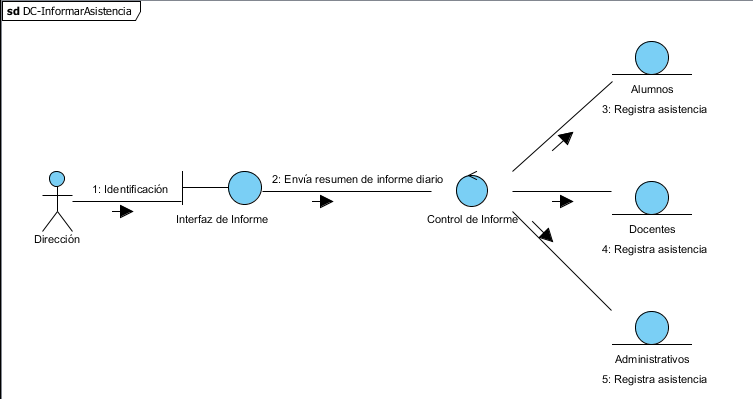 sd DC-InformarAsistencia
Alumnos
3: Registra asistencia
1: Identificación
2: Envía resumen de informe diario
Dirección
Interfaz de Informe
Control de Informe
Docentes
4: Registra asistencia
Administrativos
5: Registra asistencia